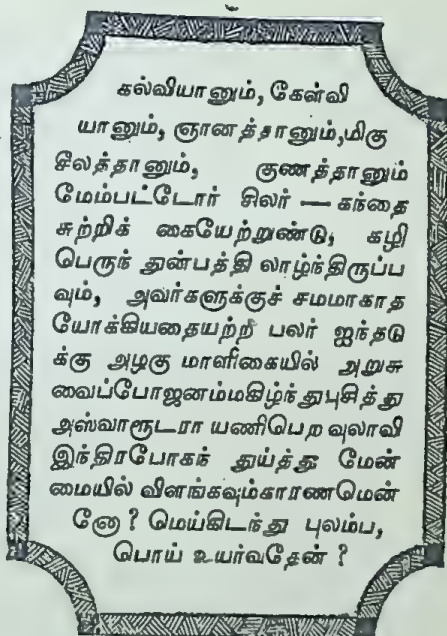 கல்வியானும், கேள்வி
யானும், ஞானத்தானும்,மிகு
சீலத்தானும், குணத்தானும்
மேம்பட்டோர் சிலர் — கந்தை
சுற்றிக் கையேற்றுண்டு, கழி
பெருந் துன்பத்தி லாழ்ந்திருப்ப
வும், அவர்களுக்குச் சமமாகாத
யோக்கியதையற்ற பலர் ஐந்தடு
க்கு அழகு மாளிகையில் அறுசு
வைப்போஜனம்மகிழ்ந்துபுசித்து
அஸ்வாரூடரா யணிபெற வுலாவி
இந்திரபோகந் துய்த்து மேன்
மையில் விளங்கவும்காரணமென்
னோ? மெய்கிடந்து புலம்ப,
பொய் உயர்வதேன்?